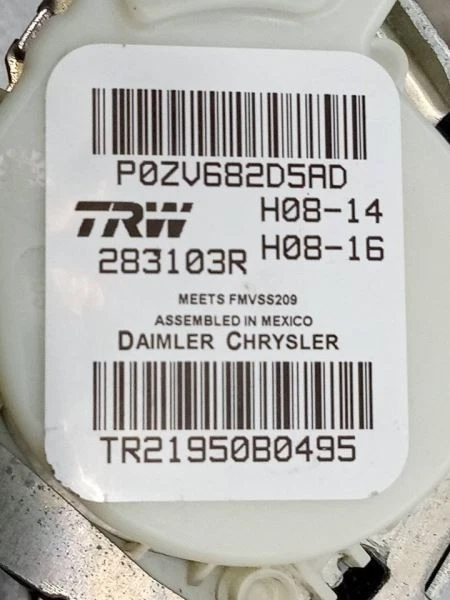 P0ZV682D5AD
TRW H08-14
283103R H08-16
MEETS FMVSS209
ASSEMBLED IN MEXICO
DAIMLER CHRYSLER
TR21950B0495